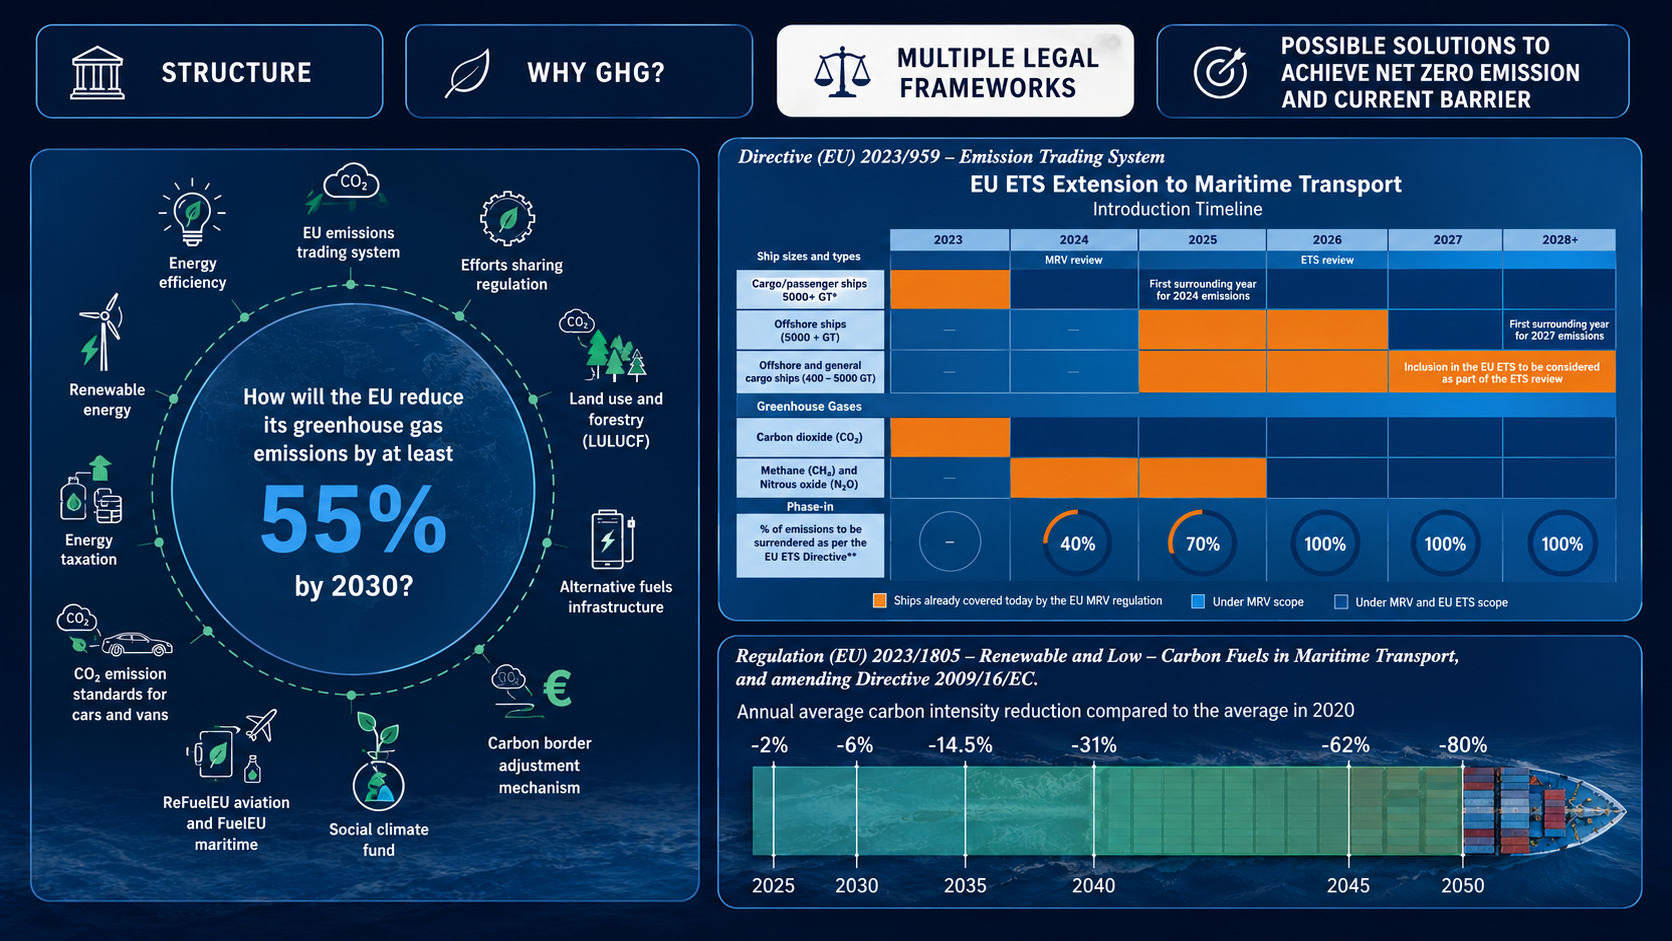 STRUCTURE
WHY GHG?
MULTIPLE LEGAL
FRAMEWORKS
POSSIBLE SOLUTIONS TO
ACHIEVE NET ZERO EMISSION
AND CURRENT BARRIER
CO₂
EU emissions
trading system
Energy
efficiency
Efforts sharing
regulation
Renewable
energy
CO₂
Land use and
forestry
(LULUCF)
Energy
taxation
Alternative fuels
infrastructure
CO₂
CO₂ emission
standards for
cars and vans
€
Carbon border
adjustment
mechanism
ReFuelEU aviation
and FuelEU
maritime
Social climate
fund
How will the EU reduce
its greenhouse gas
emissions by at least
55%
by 2030?
Directive (EU) 2023/959 – Emission Trading System
EU ETS Extension to Maritime Transport
Introduction Timeline
2023 2024 2025 2026 2027 2028+
Ship sizes and types MRV review ETS review
Cargo/passenger ships
5000+ GT*
First surrounding year
for 2024 emissions
Offshore ships
(5000 + GT)
— —
First surrounding year
for 2027 emissions
Offshore and general
cargo ships (400 – 5000 GT)
— —
Inclusion in the EU ETS to be considered
as part of the ETS review
Greenhouse Gases
Carbon dioxide (CO₂)
Methane (CH₄) and
Nitrous oxide (N₂O)
—
Phase-in
% of emissions to be
surrendered as per the
EU ETS Directive**
– 40% 70% 100% 100% 100%
Ships already covered today by the EU MRV regulation
Under MRV scope
Under MRV and EU ETS scope
Regulation (EU) 2023/1805 – Renewable and Low – Carbon Fuels in Maritime Transport,
and amending Directive 2009/16/EC.
Annual average carbon intensity reduction compared to the average in 2020
-2% -6% -14.5% -31% -62% -80%
2025 2030 2035 2040 2045 2050